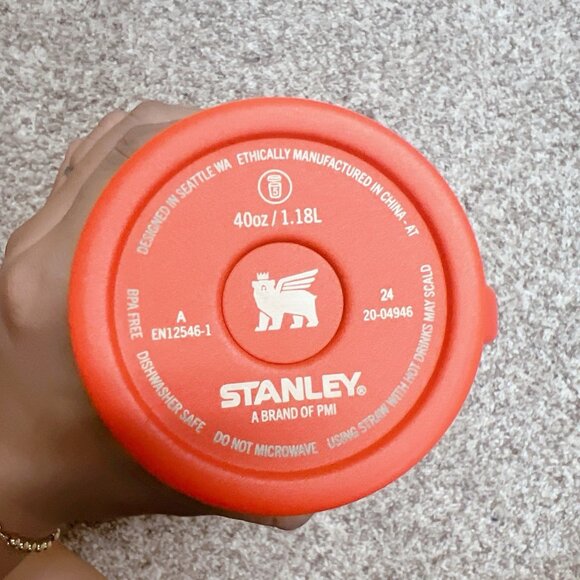 DESIGNED IN SEATTLE WA ETHICALLY MANUFACTURED IN CHINA - AT
5
40oz / 1.18L
A
EN12546-1
24
20-04946
STANLEY®
A BRAND OF PMI
BPA FREE DISHWASHER SAFE DO NOT MICROWAVE USING STRAW WITH HOT DRINKS MAY SCALD